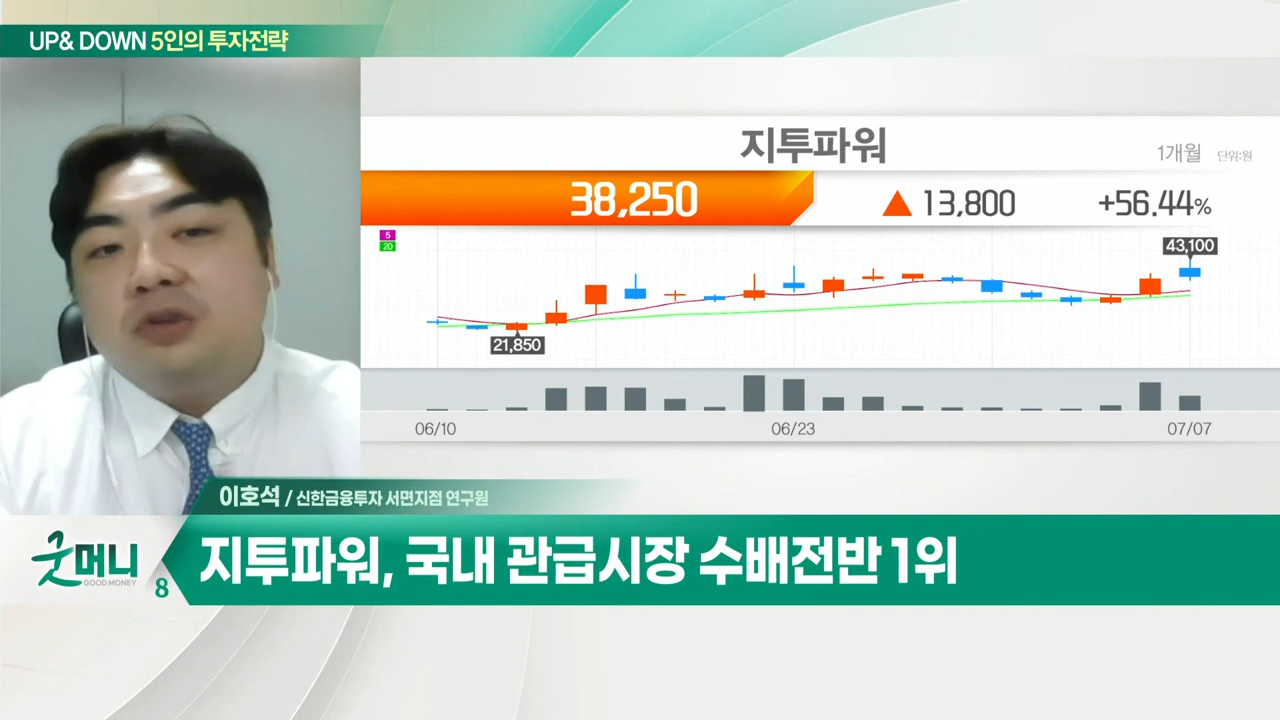 UP& DOWN 5인의 투자전략
지투파워
1개월 단위:원
38,250 ▲ 13,800 +56.44%
5
20
43,100
21,850
06/10 06/23 07/07
이호석 / 신한금융투자 서면지점 연구원
굿머니
GOOD MONEY
8
지투파워, 국내 관급시장 수배전반 1위